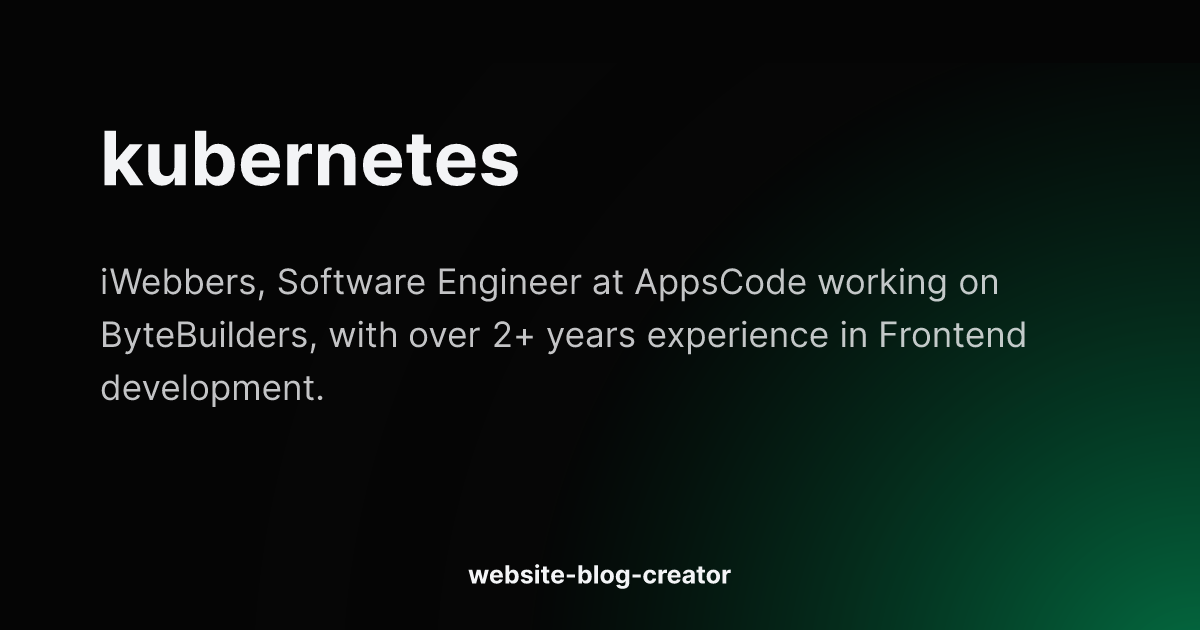 kubernetes
iWebbers, Software Engineer at AppsCode working on
ByteBuilders, with over 2+ years experience in Frontend
development.
website-blog-creator